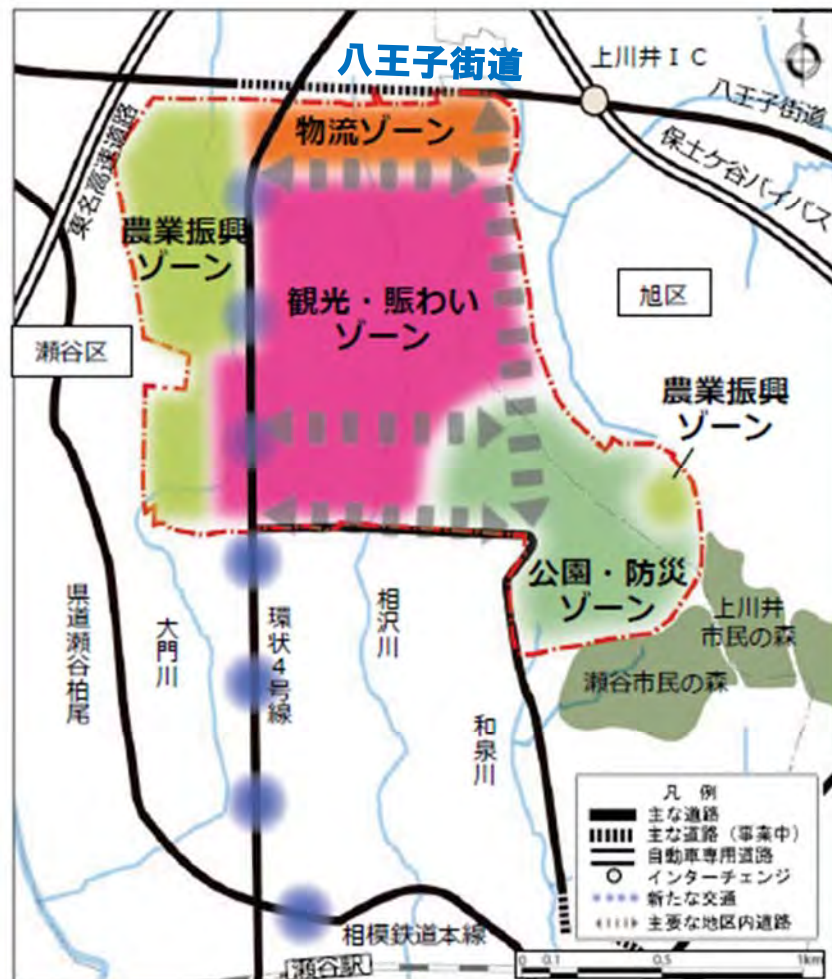 八王子街道
上川井ＩＣ
八王子街道
東名高速道路
物流ゾーン
保土ケ谷バイパス
農業振興
ゾーン
観光・賑わい
ゾーン
旭区
瀬谷区
農業振興
ゾーン
公園・防災
ゾーン
上川井
市民の森
瀬谷市民の森
県道瀬谷柏尾
大門川
環状４号線
相沢川
和泉川
相模鉄道本線
瀬谷駅
凡 例
主な道路
主な道路（事業中）
自動車専用道路
インターチェンジ
新たな交通
主要な地区内道路
0 0.1 0.5 1km